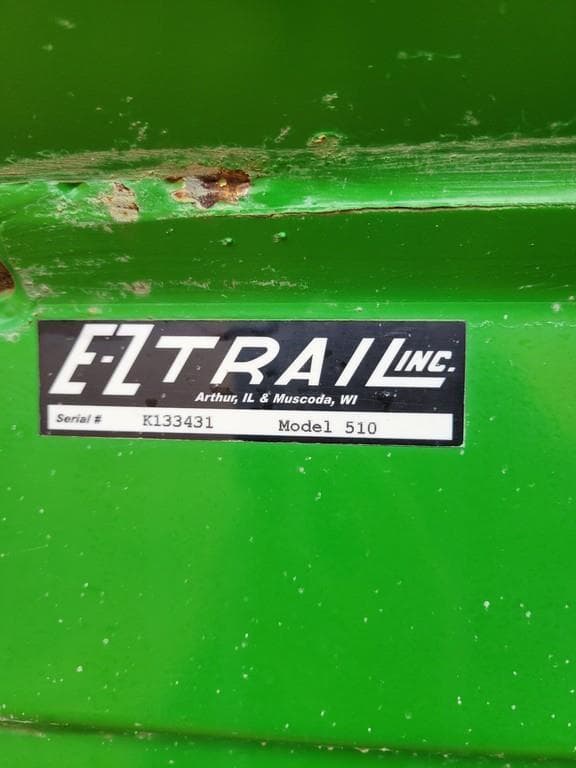 E-Z TRAIL INC.
Arthur, IL & Muscoda, WI
Serial # K133431 Model 510